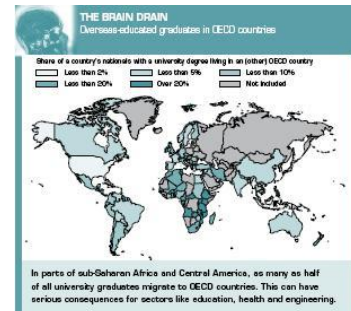 THE BRAIN DRAIN
Overseas-educated graduates in OECD countries
Share of a country's nationals with a university degree living in an (other) OECD country
Less than 2%
Less than 5%
Less than 10%
Less than 20%
Over 20%
Not included
In parts of sub-Saharan Africa and Central America, as many as half
of all university graduates migrate to OECD countries. This can have
serious consequences for sectors like education, health and engineering.